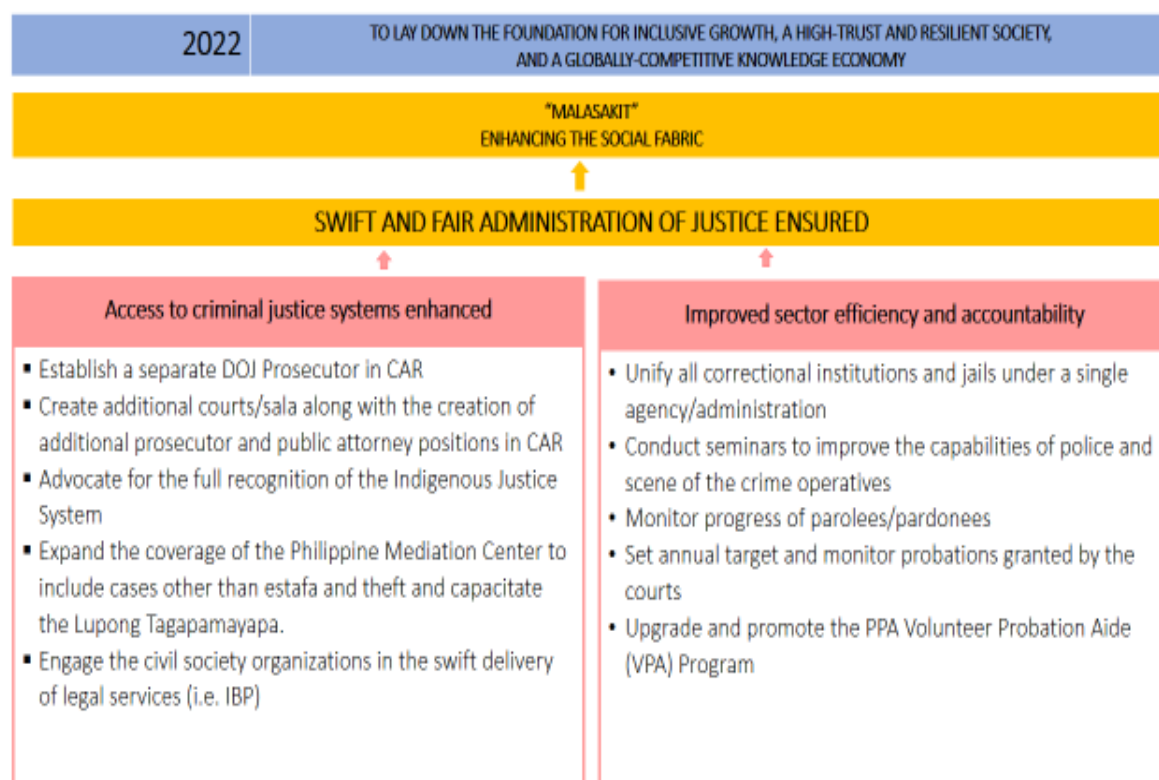 2022
TO LAY DOWN THE FOUNDATION FOR INCLUSIVE GROWTH, A HIGH-TRUST AND RESILIENT SOCIETY,
AND A GLOBALLY-COMPETITIVE KNOWLEDGE ECONOMY
"MALASAKIT"
ENHANCING THE SOCIAL FABRIC
SWIFT AND FAIR ADMINISTRATION OF JUSTICE ENSURED
Access to criminal justice systems enhanced
▪ Establish a separate DOJ Prosecutor in CAR
▪ Create additional courts/sala along with the creation of
additional prosecutor and public attorney positions in CAR
▪ Advocate for the full recognition of the Indigenous Justice
System
▪ Expand the coverage of the Philippine Mediation Center to
include cases other than estafa and theft and capacitate
the Lupong Tagapamayapa.
▪ Engage the civil society organizations in the swift delivery
of legal services (i.e. IBP)
Improved sector efficiency and accountability
• Unify all correctional institutions and jails under a single
agency/administration
• Conduct seminars to improve the capabilities of police and
scene of the crime operatives
• Monitor progress of parolees/pardonees
• Set annual target and monitor probations granted by the
courts
• Upgrade and promote the PPA Volunteer Probation Aide
(VPA) Program